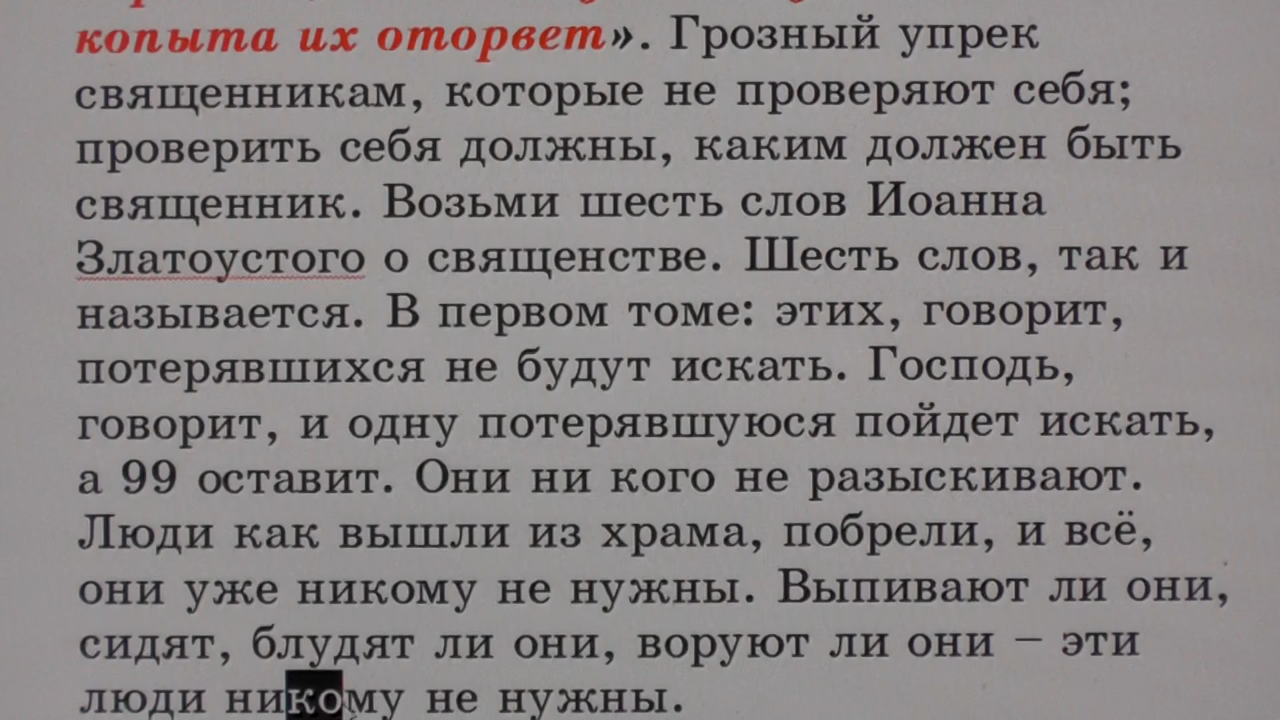 копыта их оторвет». Грозный упрек
священникам, которые не проверяют себя;
проверить себя должны, каким должен быть
священник. Возьми шесть слов Иоанна
Златоустого о священстве. Шесть слов, так и
называется. В первом томе: этих, говорит,
потерявшихся не будут искать. Господь,
говорит, и одну потерявшуюся пойдет искать,
а 99 оставит. Они ни кого не разыскивают.
Люди как вышли из храма, побрели, и всё,
они уже никому не нужны. Выпивают ли они,
сидят, блудят ли они, воруют ли они – эти
люди никому не нужны.